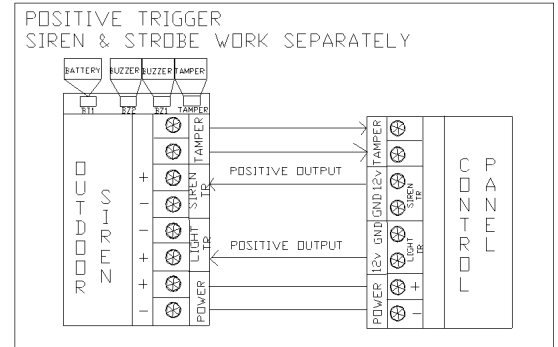 POSITIVE TRIGGER
SIREN & STROBE WORK SEPARATELY
BATTERY BUZZER BUZZER TAMPER
BT1 BZ2 BZ1 TAMPER
OUTDOOR
SIREN
TAMPER
+ SIREN
- TR
- LIGHT
+ TR
+ POWER
-
POSITIVE OUTPUT
POSITIVE OUTPUT
TAMPER
12v SIREN
GND TR
GND LIGHT
12v TR
POWER +
-
CONTROL
PANEL